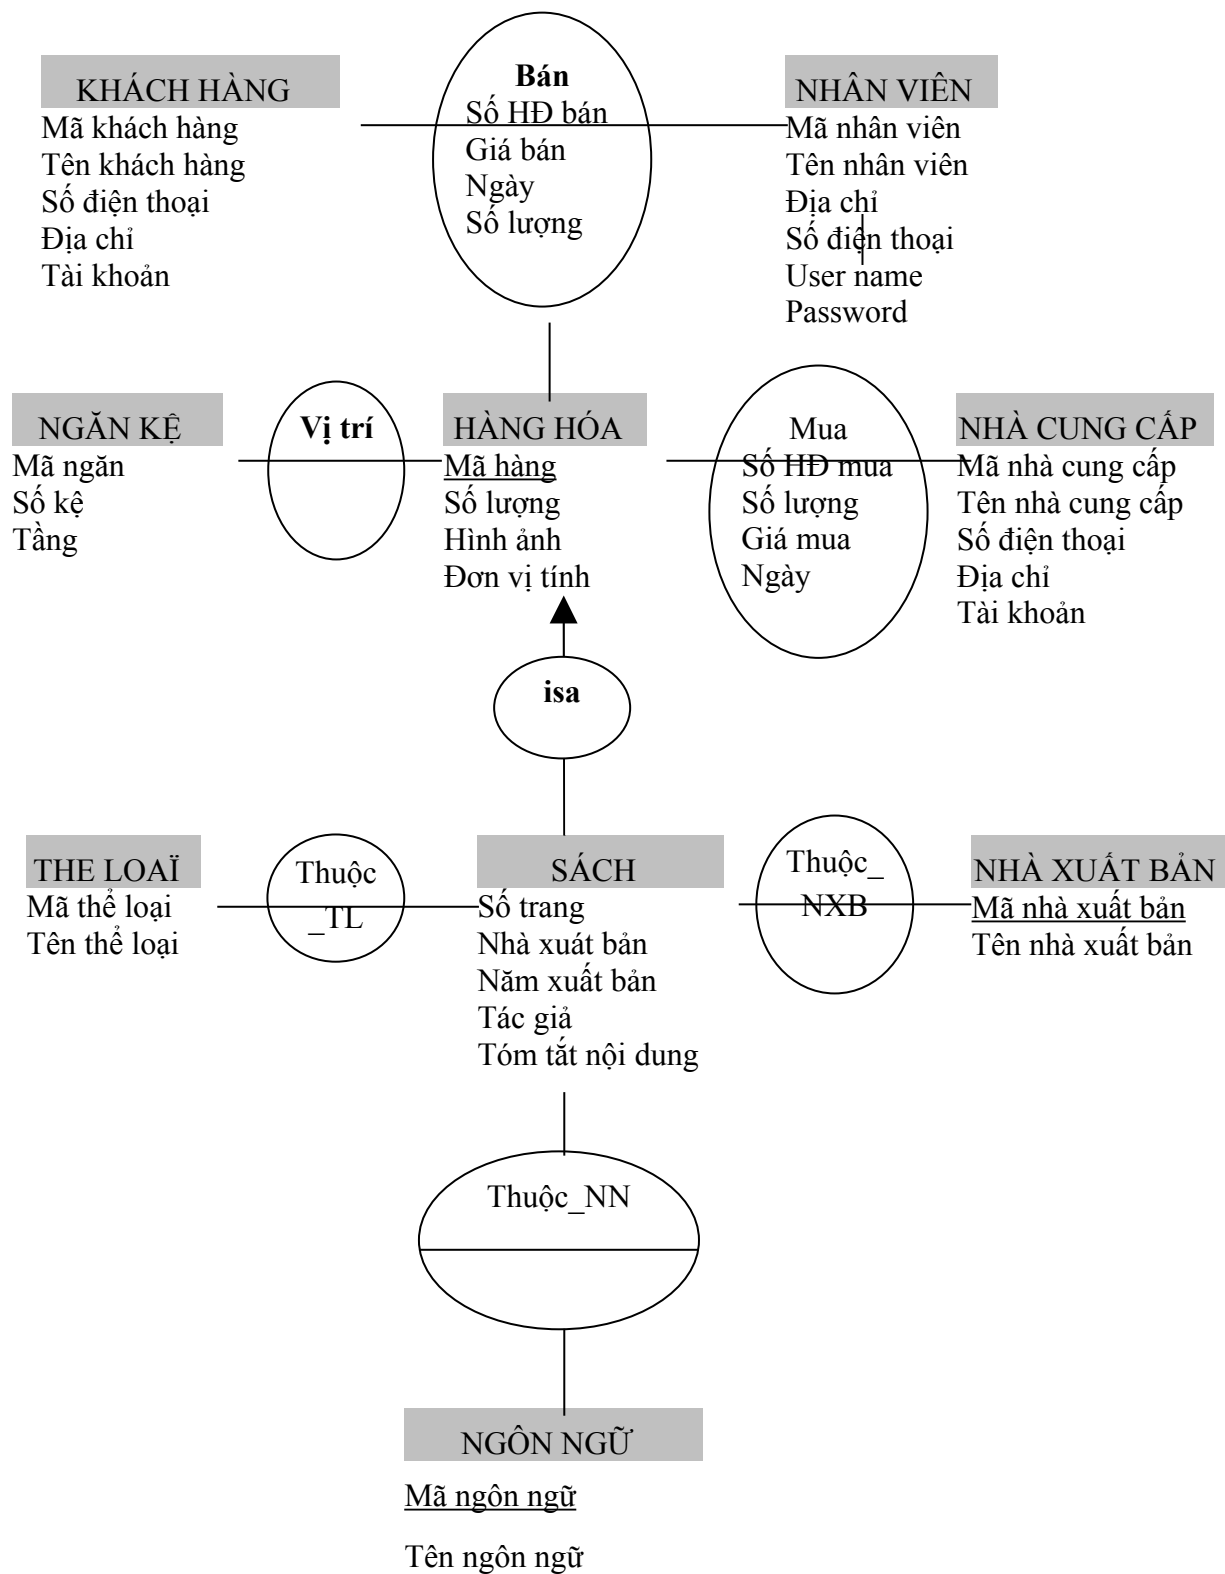 KHÁCH HÀNG
Mã khách hàng
Tên khách hàng
Số điện thoại
Địa chỉ
Tài khoản
Bán
Số HĐ bán
Giá bán
Ngày
Số lượng
NHÂN VIÊN
Mã nhân viên
Tên nhân viên
Địa chỉ
Số điện thoại
User name
Password
NGĂN KỆ
Mã ngăn
Số kệ
Tầng
Vị trí
HÀNG HÓA
Mã hàng
Số lượng
Hình ảnh
Đơn vị tính
Mua
Số HĐ mua
Số lượng
Giá mua
Ngày
NHÀ CUNG CẤP
Mã nhà cung cấp
Tên nhà cung cấp
Số điện thoại
Địa chỉ
Tài khoản
isa
THE LOAÏ
Mã thể loại
Tên thể loại
Thuộc
_TL
SÁCH
Số trang
Nhà xuát bản
Năm xuất bản
Tác giả
Tóm tắt nội dung
Thuộc_
NXB
NHÀ XUẤT BẢN
Mã nhà xuất bản
Tên nhà xuất bản
Thuộc_NN
NGÔN NGỮ
Mã ngôn ngữ
Tên ngôn ngữ